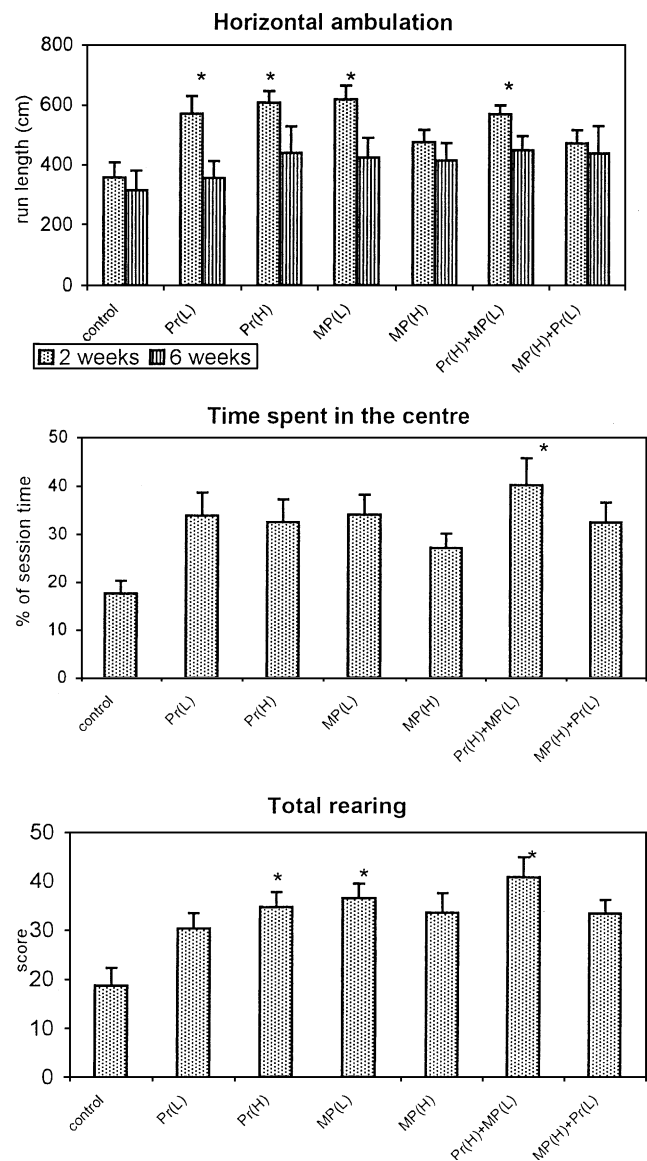 Horizontal ambulation
800
600
400
200
0
run length (cm)
* * * *
control Pr(L) Pr(H) MP(L) MP(H) Pr(H)+MP(L) MP(H)+Pr(L)
2 weeks 6 weeks
Time spent in the centre
50
40
30
20
10
0
% of session time
*
control Pr(L) Pr(H) MP(L) MP(H) Pr(H)+MP(L) MP(H)+Pr(L)
Total rearing
50
40
30
20
10
0
score
* * *
control Pr(L) Pr(H) MP(L) MP(H) Pr(H)+MP(L) MP(H)+Pr(L)